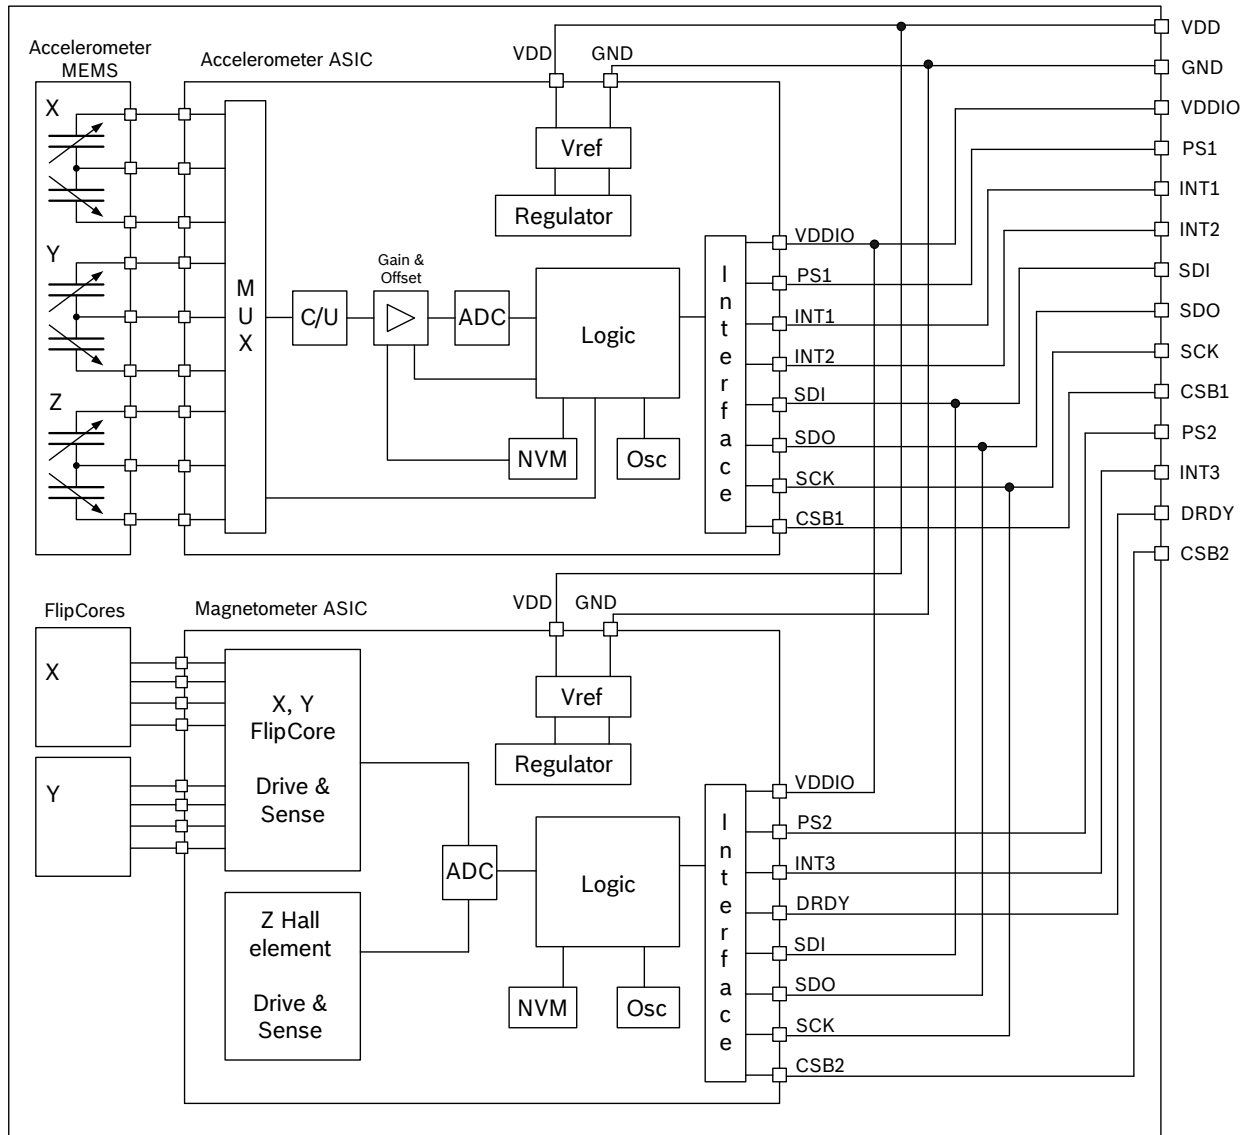 VDD
GND
VDDIO
PS1
INT1
INT2
SDI
SDO
SCK
CSB1
PS2
INT3
DRDY
CSB2
Accelerometer
MEMS
Accelerometer ASIC
VDD
GND
X
Y
Z
M
U
X
C/U
Gain &
Offset
ADC
Logic
NVM
Osc
Vref
Regulator
I
n
t
e
r
f
a
c
e
VDDIO
PS1
INT1
INT2
SDI
SDO
SCK
CSB1
FlipCores
Magnetometer ASIC
VDD
GND
X
Y
X, Y
FlipCore
Drive &
Sense
Z Hall
element
Drive &
Sense
ADC
Logic
NVM
Osc
Vref
Regulator
I
n
t
e
r
f
a
c
e
VDDIO
PS2
INT3
DRDY
SDI
SDO
SCK
CSB2